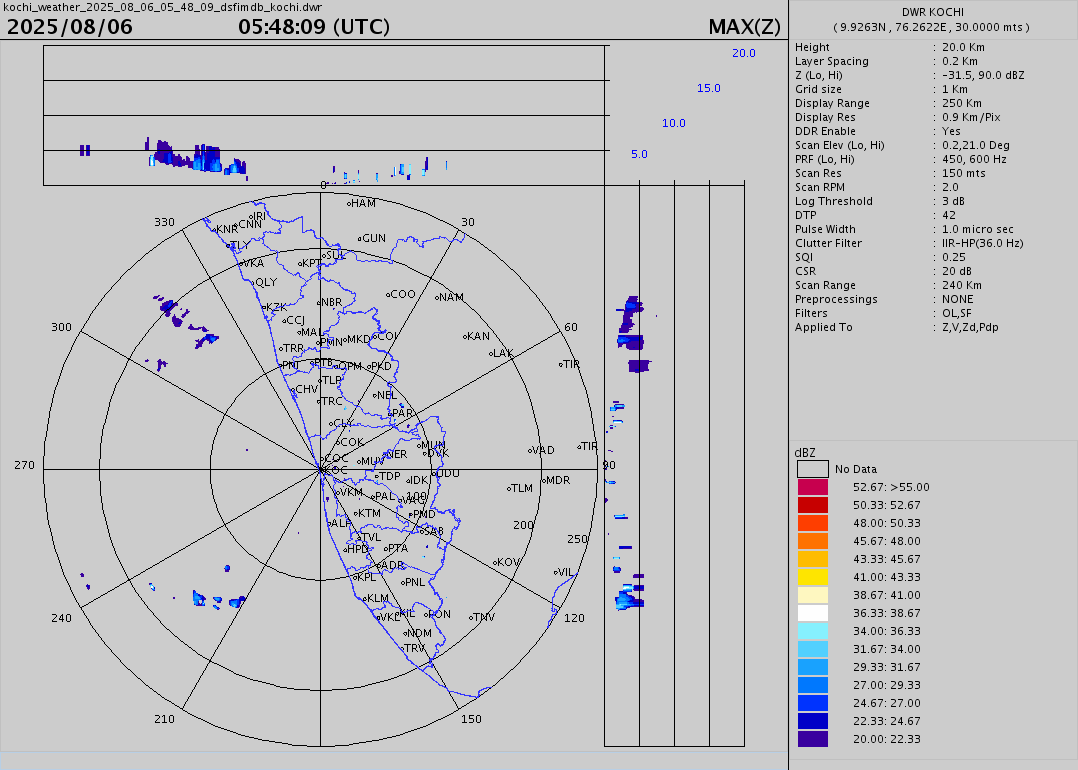 kochi_weather_2025_08_06_05_48_09_dsfimdb_kochi.dwr
2025/08/06 05:48:09 (UTC) MAX(Z)
20.0
15.0
10.0
5.0
0
DWR KOCHI
( 9.9263N , 76.2622E , 30.0000 mts )
Height : 20.0 Km
Layer Spacing : 0.2 Km
Z (Lo, Hi) : -31.5, 90.0 dBZ
Grid size : 1 Km
Display Range : 250 Km
Display Res : 0.9 Km/Pix
DDR Enable : Yes
Scan Elev (Lo, Hi) : 0.2,21.0 Deg
PRF (Lo, Hi) : 450, 600 Hz
Scan Res : 150 mts
Scan RPM : 2.0
Log Threshold : 3 dB
DTP : 42
Pulse Width : 1.0 micro sec
Clutter Filter : IIR-HP(36.0 Hz)
SQI : 0.25
CSR : 20 dB
Scan Range : 240 Km
Preprocessings : NONE
Filters : OL,SF
Applied To : Z,V,Zd,Pdp
HAM
IRI
330 CNN 30
KNR
GUN
TLY
SUL
VKA KPT
QLY
COO NAM
NBR
KZK
CCJ
300 60
MAL KAN
PMN MKD COI
TRR LAK
PNI PTB OPM PKD TIR
TLP
CHV NEL
TRC
PAR
CLY
COK MUN TIR
NER DVK VAD
COC MUV
270 KOC 90
TDP UDU
IDK MDR
VKM PAL 100 TLM
VAG
KTM PMD
ALP 200
SAB
TVL 250
HPD PTA
ADR KOV
KPL PNL VIL
KLM
240 VKL KIL PON TNV 120
NDM
TRV
210 150
dBZ
No Data
52.67: >55.00
50.33: 52.67
48.00: 50.33
45.67: 48.00
43.33: 45.67
41.00: 43.33
38.67: 41.00
36.33: 38.67
34.00: 36.33
31.67: 34.00
29.33: 31.67
27.00: 29.33
24.67: 27.00
22.33: 24.67
20.00: 22.33